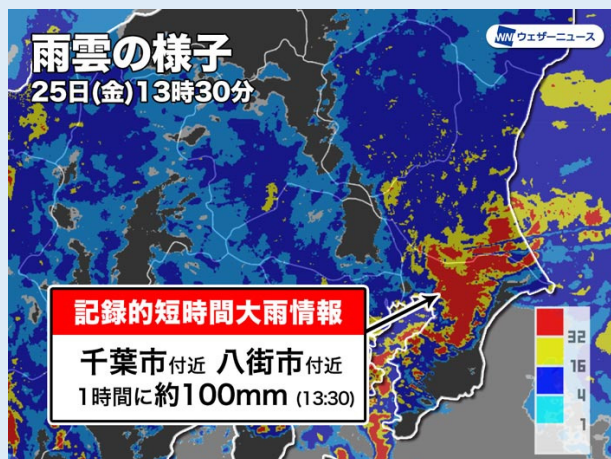 雨雲の様子
25日(金)13時30分
WNI ウェザーニュース
記録的短時間大雨情報
千葉市付近 八街市付近
1時間に約100mm (13:30)
32
16
4
1